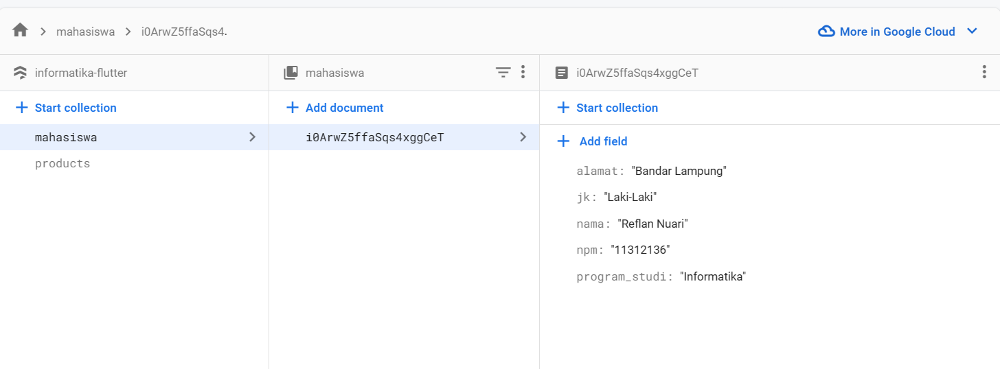 mahasiswa > i0ArwZ5ffaSqs4.
More in Google Cloud
informatika-flutter
Start collection
mahasiswa
products
mahasiswa
Add document
i0ArwZ5ffaSqs4xggCeT
i0ArwZ5ffaSqs4xggCeT
Start collection
Add field
alamat: "Bandar Lampung"
jk: "Laki-Laki"
nama: "Reflan Nuari"
npm: "11312136"
program_studi: "Informatika"